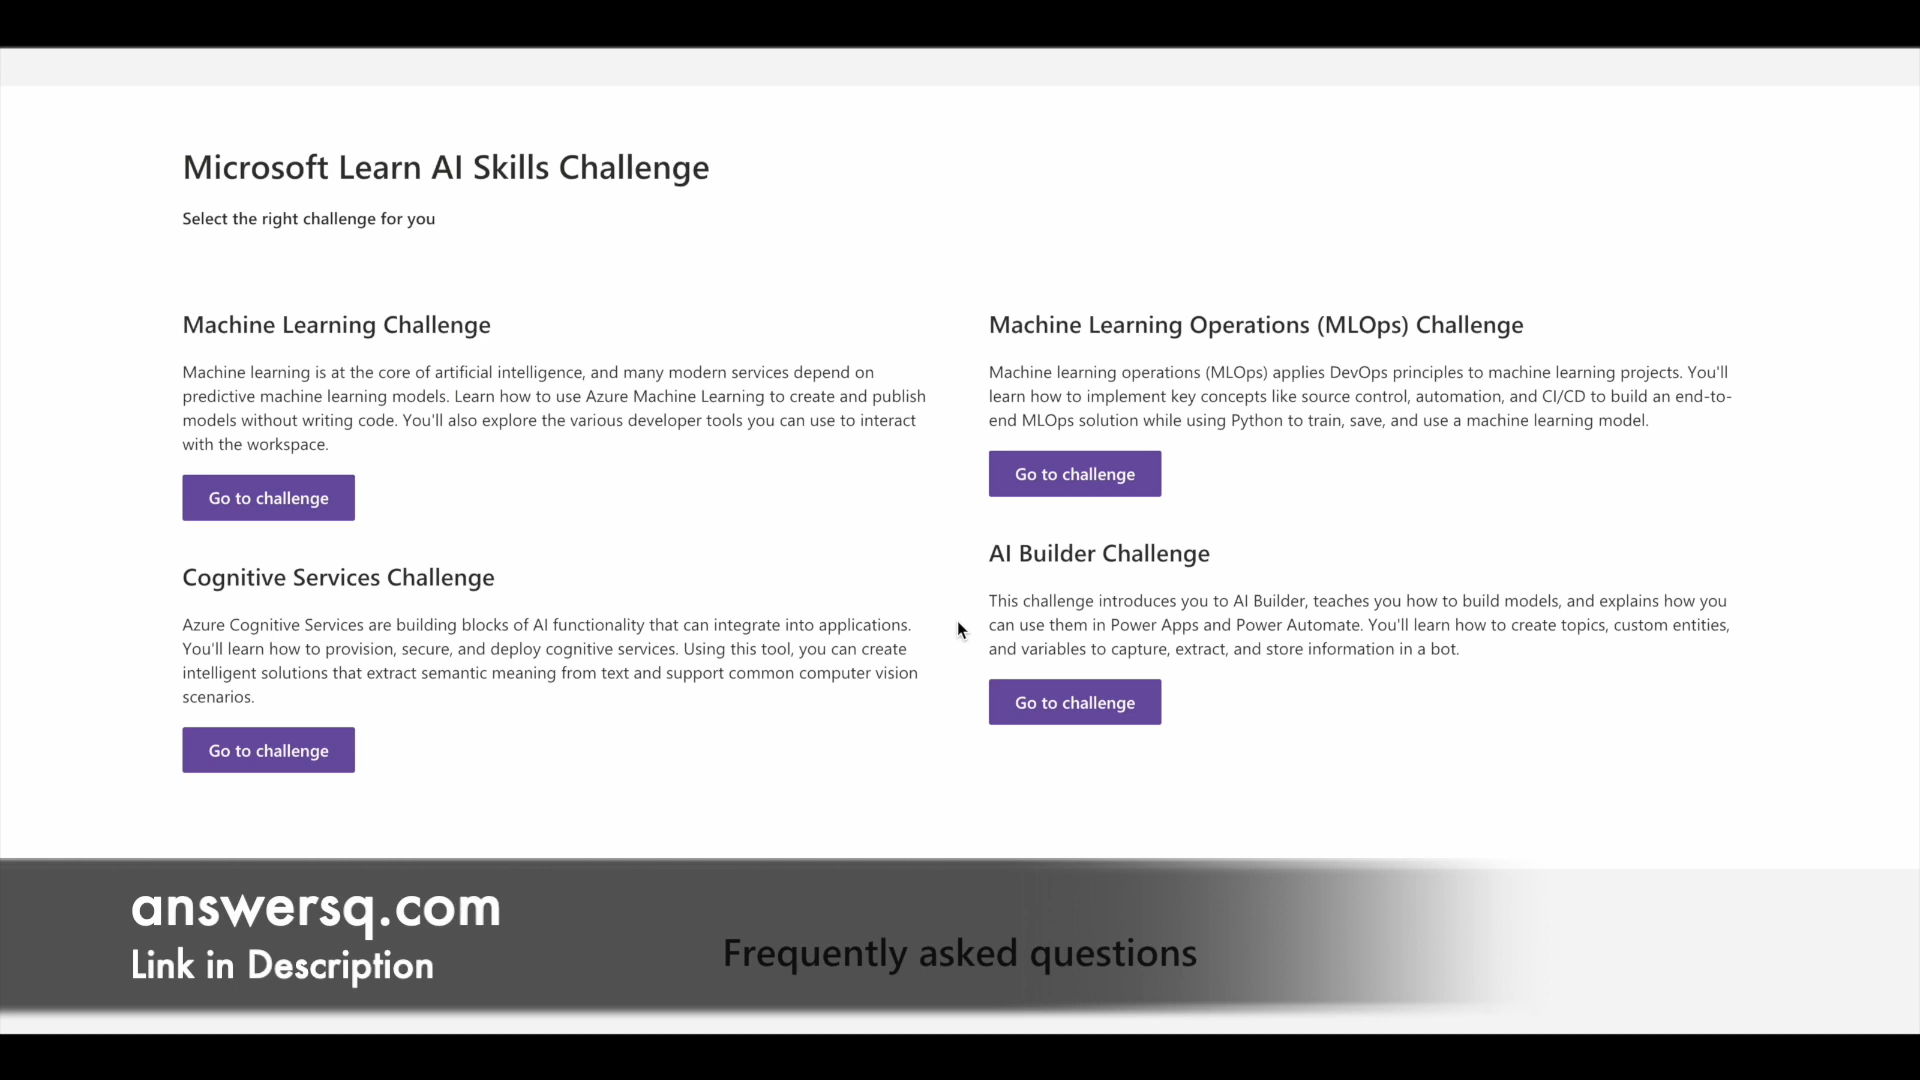 Microsoft Learn AI Skills Challenge
Select the right challenge for you
Machine Learning Challenge
Machine learning is at the core of artificial intelligence, and many modern services depend on
predictive machine learning models. Learn how to use Azure Machine Learning to create and publish
models without writing code. You'll also explore the various developer tools you can use to interact
with the workspace.
Go to challenge
Cognitive Services Challenge
Azure Cognitive Services are building blocks of AI functionality that can integrate into applications.
You'll learn how to provision, secure, and deploy cognitive services. Using this tool, you can create
intelligent solutions that extract semantic meaning from text and support common computer vision
scenarios.
Go to challenge
Machine Learning Operations (MLOps) Challenge
Machine learning operations (MLOps) applies DevOps principles to machine learning projects. You'll
learn how to implement key concepts like source control, automation, and CI/CD to build an end-to-
end MLOps solution while using Python to train, save, and use a machine learning model.
Go to challenge
AI Builder Challenge
This challenge introduces you to AI Builder, teaches you how to build models, and explains how you
can use them in Power Apps and Power Automate. You'll learn how to create topics, custom entities,
and variables to capture, extract, and store information in a bot.
Go to challenge
answersq.com
Link in Description
Frequently asked questions